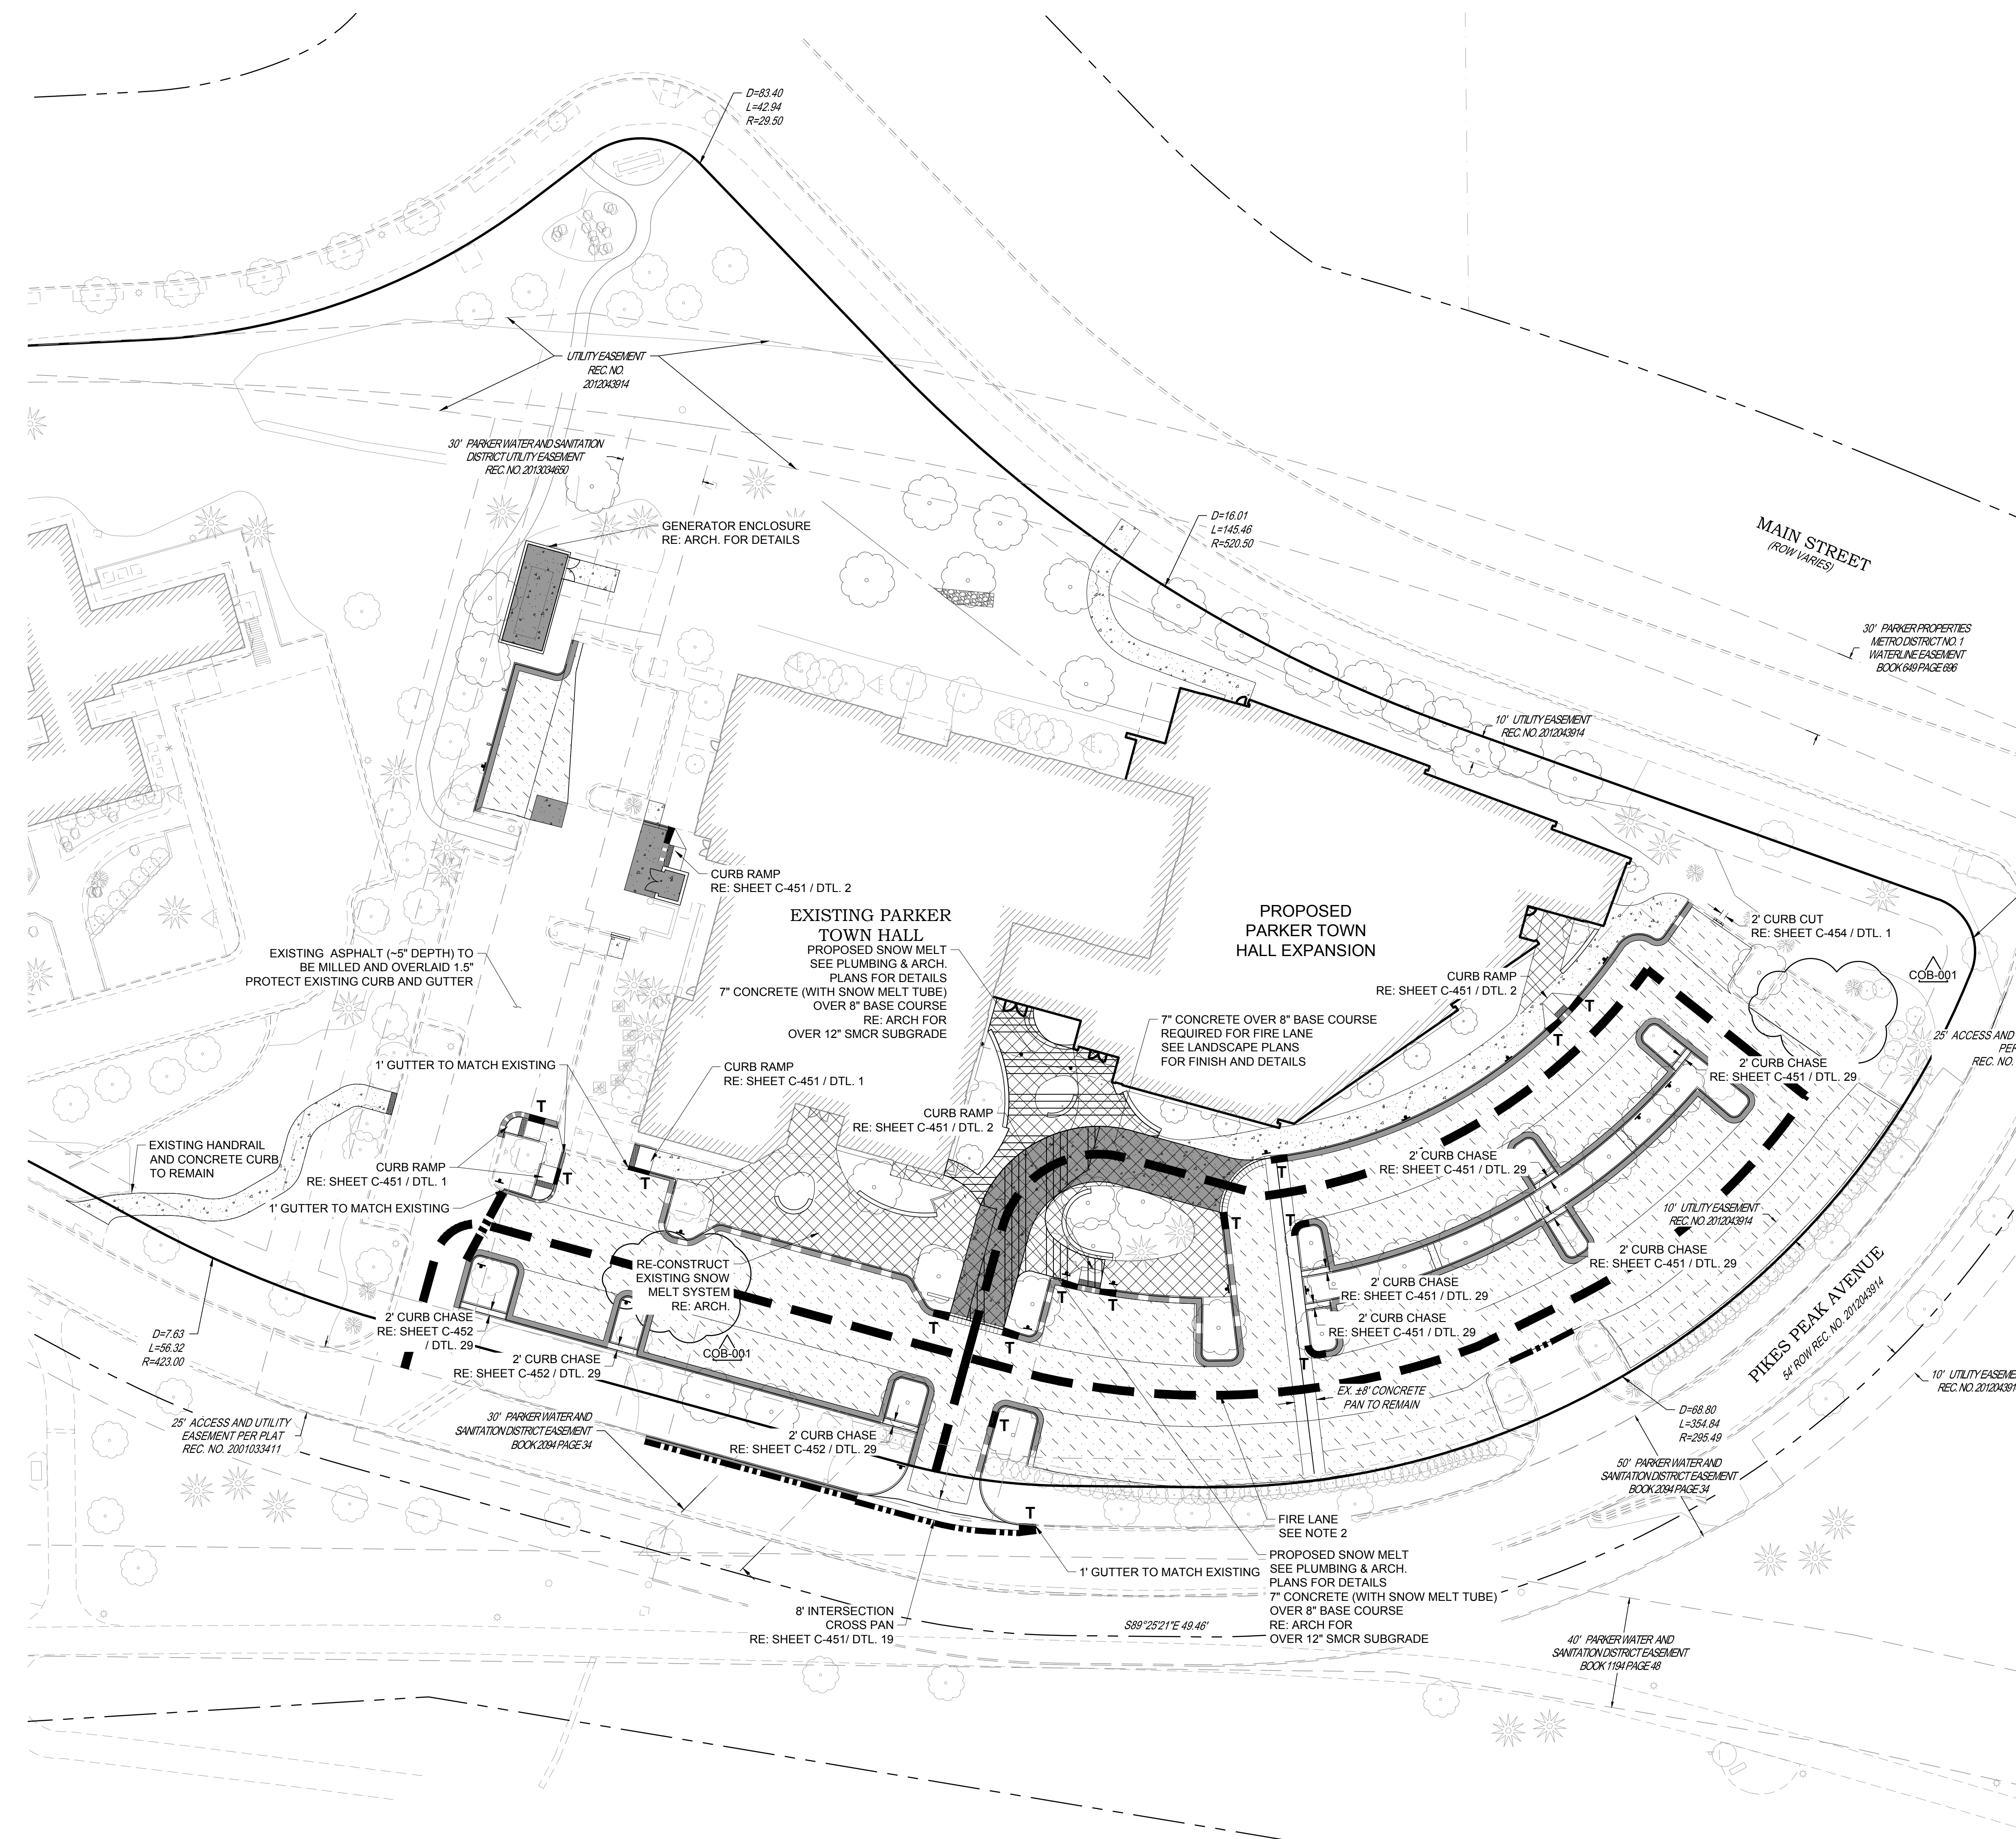 D=83.40
L=42.94
R=29.50
UTILITY EASEMENT
REC. NO.
2012043914
30' PARKER WATER AND SANITATION
DISTRICT UTILITY EASEMENT
REC. NO. 2013034650
GENERATOR ENCLOSURE
RE: ARCH. FOR DETAILS
D=16.01
L=145.46
R=520.50
MAIN STREET
(ROW VARIES)
30' PARKER PROPERTIES
METRO DISTRICT NO. 1
WATERLINE EASEMENT
BOOK 649 PAGE 696
10' UTILITY EASEMENT
REC. NO. 2012043914
CURB RAMP
RE: SHEET C-451 / DTL. 2
EXISTING PARKER
TOWN HALL
PROPOSED SNOW MELT
SEE PLUMBING & ARCH.
PLANS FOR DETAILS
7" CONCRETE (WITH SNOW MELT TUBE)
OVER 8" BASE COURSE
RE: ARCH FOR
OVER 12" SMCR SUBGRADE
PROPOSED
PARKER TOWN
HALL EXPANSION
2' CURB CUT
RE: SHEET C-454 / DTL. 1
EXISTING ASPHALT (~5" DEPTH) TO
BE MILLED AND OVERLAID 1.5"
PROTECT EXISTING CURB AND GUTTER
CURB RAMP
RE: SHEET C-451 / DTL. 2
COB-001
T
T
7" CONCRETE OVER 8" BASE COURSE
REQUIRED FOR FIRE LANE
SEE LANDSCAPE PLANS
FOR FINISH AND DETAILS
25' ACCESS AND
PER
REC. NO.
1' GUTTER TO MATCH EXISTING
CURB RAMP
RE: SHEET C-451 / DTL. 1
2' CURB CHASE
RE: SHEET C-451 / DTL. 29
T
CURB RAMP
RE: SHEET C-451 / DTL. 2
EXISTING HANDRAIL
AND CONCRETE CURB
TO REMAIN
CURB RAMP
RE: SHEET C-451 / DTL. 1
T
T
T
2' CURB CHASE
RE: SHEET C-451 / DTL. 29
1' GUTTER TO MATCH EXISTING
10' UTILITY EASEMENT
REC. NO. 2012043914
T
T
2' CURB CHASE
RE: SHEET C-451 / DTL. 29
PIKES PEAK AVENUE
54' ROW REC. NO. 2012043914
RE-CONSTRUCT
EXISTING SNOW
MELT SYSTEM
RE: ARCH.
2' CURB CHASE
RE: SHEET C-451 / DTL. 29
T
T
2' CURB CHASE
RE: SHEET C-452
/ DTL. 29
2' CURB CHASE
RE: SHEET C-451 / DTL. 29
T
T
T
D=7.63
L=56.32
R=423.00
COB-001
2' CURB CHASE
RE: SHEET C-452 / DTL. 29
10' UTILITY EASEME
REC. NO. 201204391
EX. ±8' CONCRETE
PAN TO REMAIN
D=68.80
L=354.84
R=295.49
25' ACCESS AND UTILITY
EASEMENT PER PLAT
REC. NO. 2001033411
30' PARKER WATER AND
SANITATION DISTRICT EASEMENT
BOOK 2094 PAGE 34
T
2' CURB CHASE
RE: SHEET C-452 / DTL. 29
50' PARKER WATER AND
SANITATION DISTRICT EASEMENT
BOOK 2094 PAGE 34
T
FIRE LANE
SEE NOTE 2
1' GUTTER TO MATCH EXISTING
PROPOSED SNOW MELT
SEE PLUMBING & ARCH.
PLANS FOR DETAILS
7" CONCRETE (WITH SNOW MELT TUBE)
OVER 8" BASE COURSE
RE: ARCH FOR
OVER 12" SMCR SUBGRADE
8' INTERSECTION
CROSS PAN
RE: SHEET C-451/ DTL. 19
S89°25'21"E 49.46'
40' PARKER WATER AND
SANITATION DISTRICT EASEMENT
BOOK 1194 PAGE 48